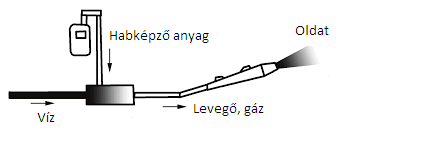 Oldat
Habképző anyag
Levegő, gáz
Víz